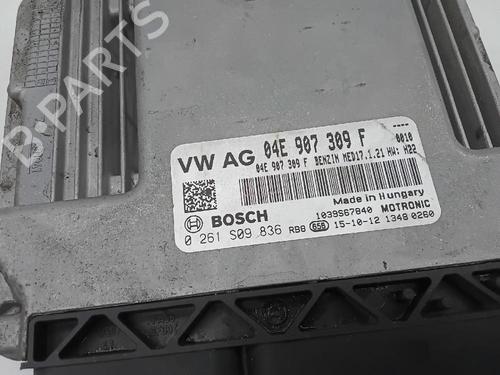 B-PARTS
VW AG 04E 907 309 F
04E 907 309 F BENZIN MED17.1.21 HW: H22 0010
Made in Hungary
1039S67840 MOTRONIC
BOSCH
0 261 S09 836 RBB 656 15-10-12 1348 0260